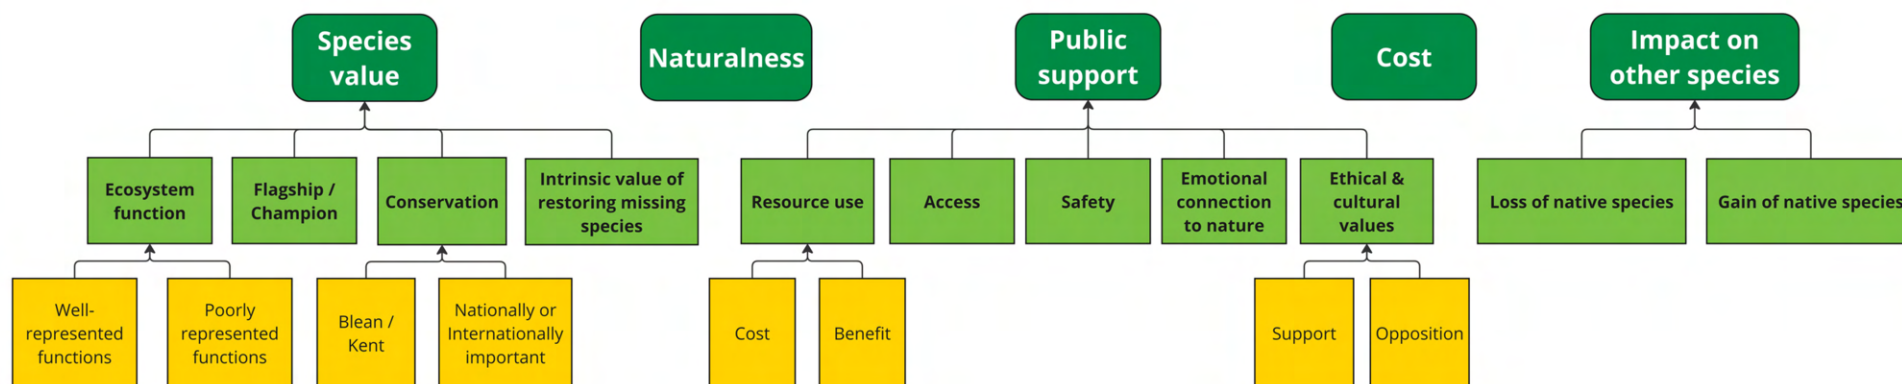 Species
value
Naturalness
Public
support
Cost
Impact on
other species
Ecosystem
function
Flagship /
Champion
Conservation
Intrinsic value of
restoring missing
species
Resource use
Access
Safety
Emotional
connection
to nature
Ethical &
cultural
values
Loss of native species
Gain of native species
Well-
represented
functions
Poorly
represented
functions
Blean /
Kent
Nationally or
Internationally
important
Cost
Benefit
Support
Opposition